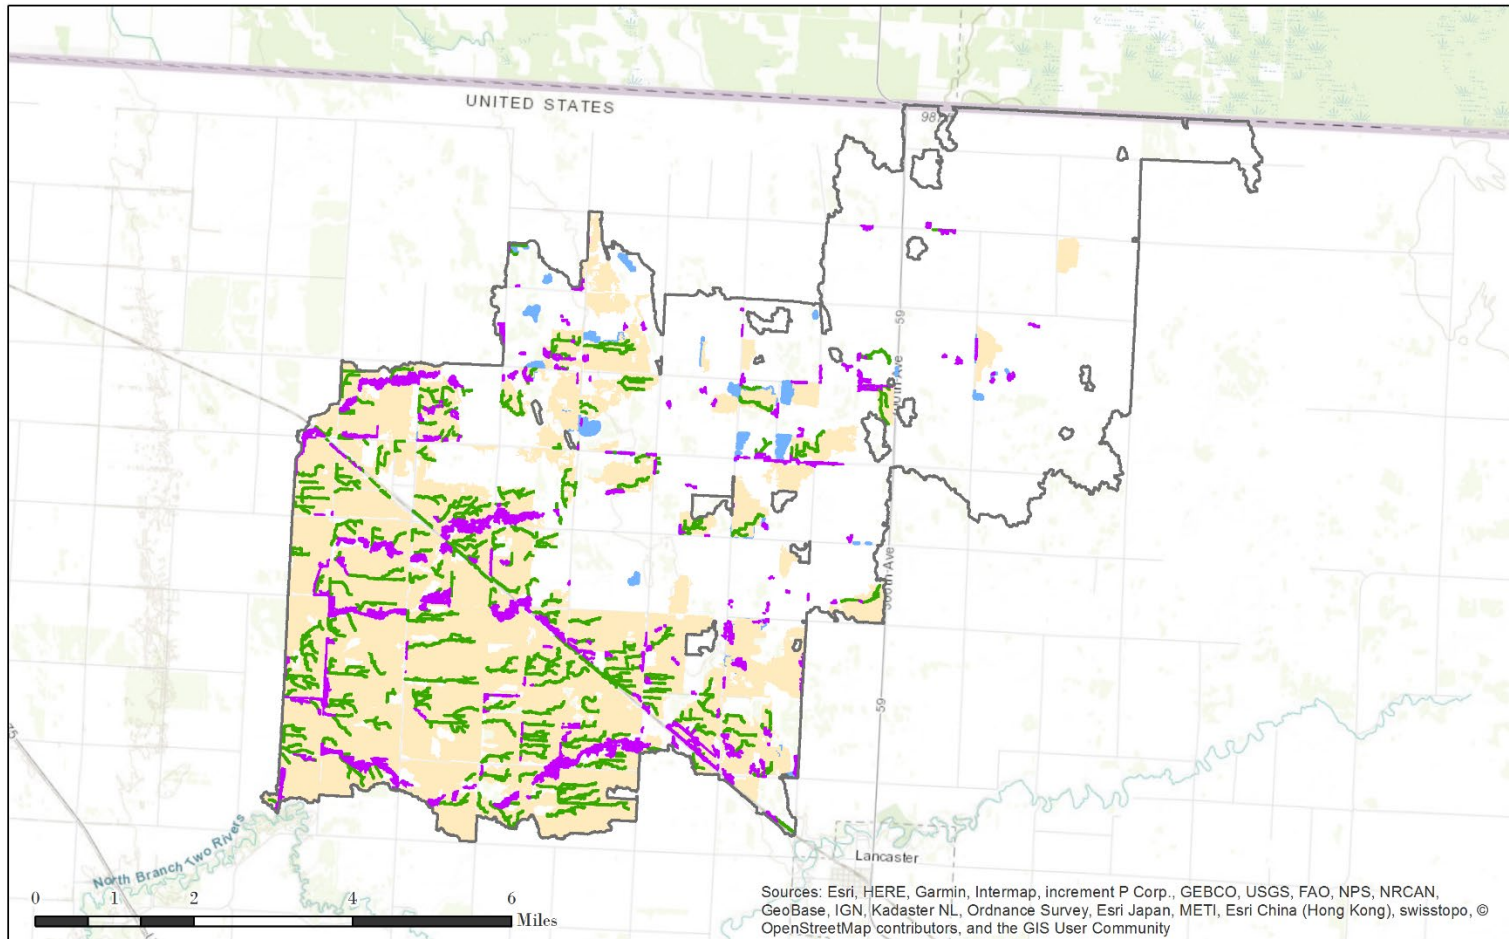 UNITED STATES
59
59
North Branch Two Rivers
Lancaster
0 1 2 4 6
Miles
Sources: Esri, HERE, Garmin, Intermap, increment P Corp., GEBCO, USGS, FAO, NPS, NRCAN,
GeoBase, IGN, Kadaster NL, Ordnance Survey, Esri Japan, METI, Esri China (Hong Kong), swisstopo, ©
OpenStreetMap contributors, and the GIS User Community